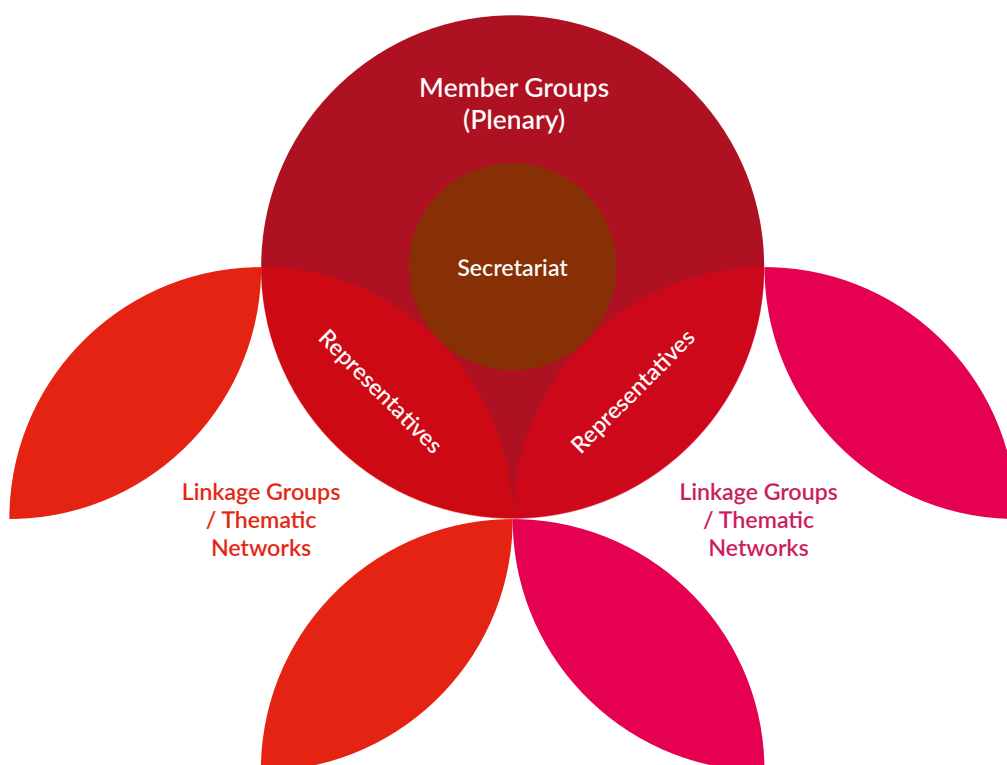 Member Groups
(Plenary)
Secretariat
Representatives
Representatives
Linkage Groups
/ Thematic
Networks
Linkage Groups
/ Thematic
Networks